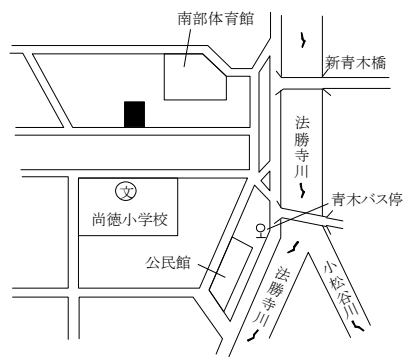 南部体育館
新青木橋
法勝寺川
文
尚徳小学校
青木バス停
公民館
法勝寺川
小松谷川